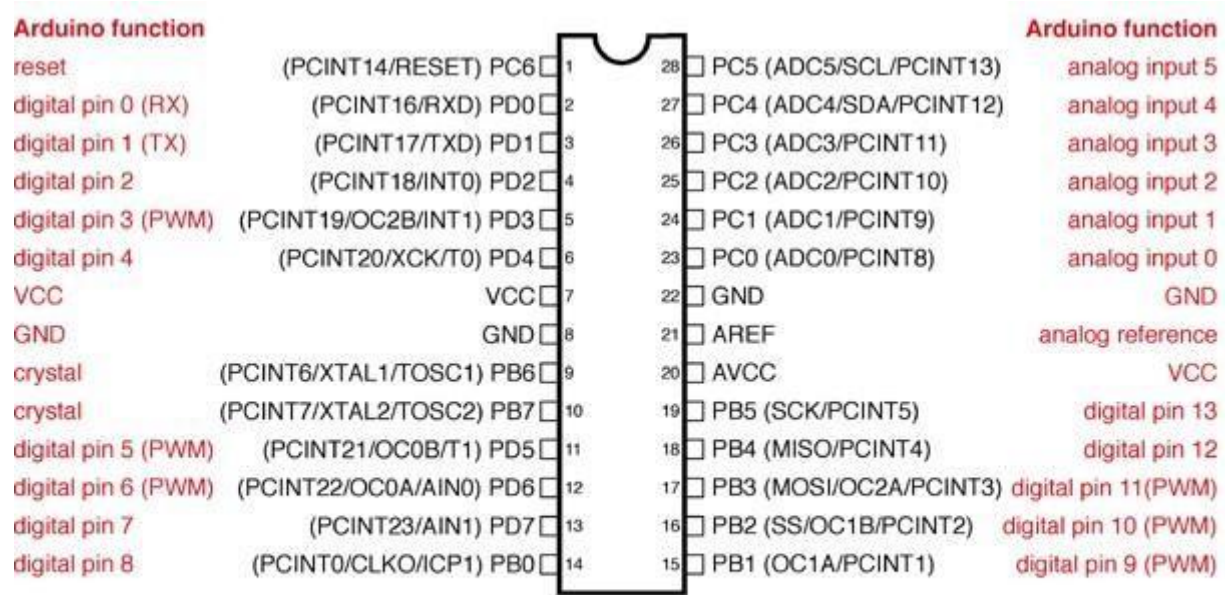 Arduino function Arduino function
reset (PCINT14/RESET) PC6 1 28 PC5 (ADC5/SCL/PCINT13) analog input 5
digital pin 0 (RX) (PCINT16/RXD) PD0 2 27 PC4 (ADC4/SDA/PCINT12) analog input 4
digital pin 1 (TX) (PCINT17/TXD) PD1 3 26 PC3 (ADC3/PCINT11) analog input 3
digital pin 2 (PCINT18/INT0) PD2 4 25 PC2 (ADC2/PCINT10) analog input 2
digital pin 3 (PWM) (PCINT19/OC2B/INT1) PD3 5 24 PC1 (ADC1/PCINT9) analog input 1
digital pin 4 (PCINT20/XCK/T0) PD4 6 23 PC0 (ADC0/PCINT8) analog input 0
VCC VCC 7 22 GND GND
GND GND 8 21 AREF analog reference
crystal (PCINT6/XTAL1/TOSC1) PB6 9 20 AVCC VCC
crystal (PCINT7/XTAL2/TOSC2) PB7 10 19 PB5 (SCK/PCINT5) digital pin 13
digital pin 5 (PWM) (PCINT21/OC0B/T1) PD5 11 18 PB4 (MISO/PCINT4) digital pin 12
digital pin 6 (PWM) (PCINT22/OC0A/AIN0) PD6 12 17 PB3 (MOSI/OC2A/PCINT3) digital pin 11(PWM)
digital pin 7 (PCINT23/AIN1) PD7 13 16 PB2 (SS/OC1B/PCINT2) digital pin 10 (PWM)
digital pin 8 (PCINT0/CLKO/ICP1) PB0 14 15 PB1 (OC1A/PCINT1) digital pin 9 (PWM)